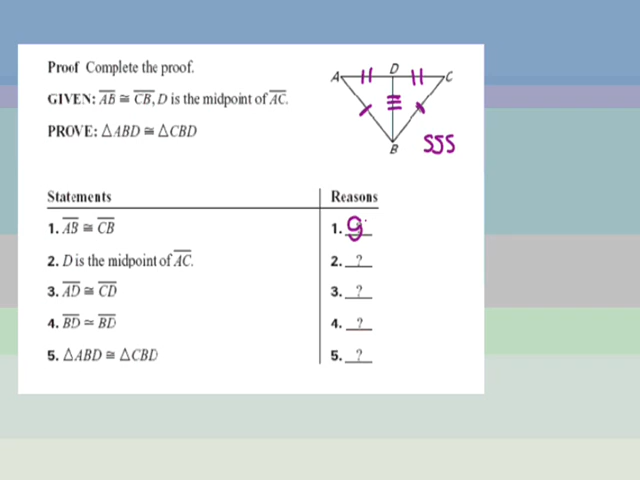 Proof Complete the proof.
GIVEN: AB ≅ CB, D is the midpoint of AC.
PROVE: △ABD ≅ △CBD
A D C
B
SSS
Statements Reasons
1. AB ≅ CB 1. g
2. D is the midpoint of AC. 2. ?
3. AD ≅ CD 3. ?
4. BD ≃ BD 4. ?
5. △ABD ≅ △CBD 5. ?